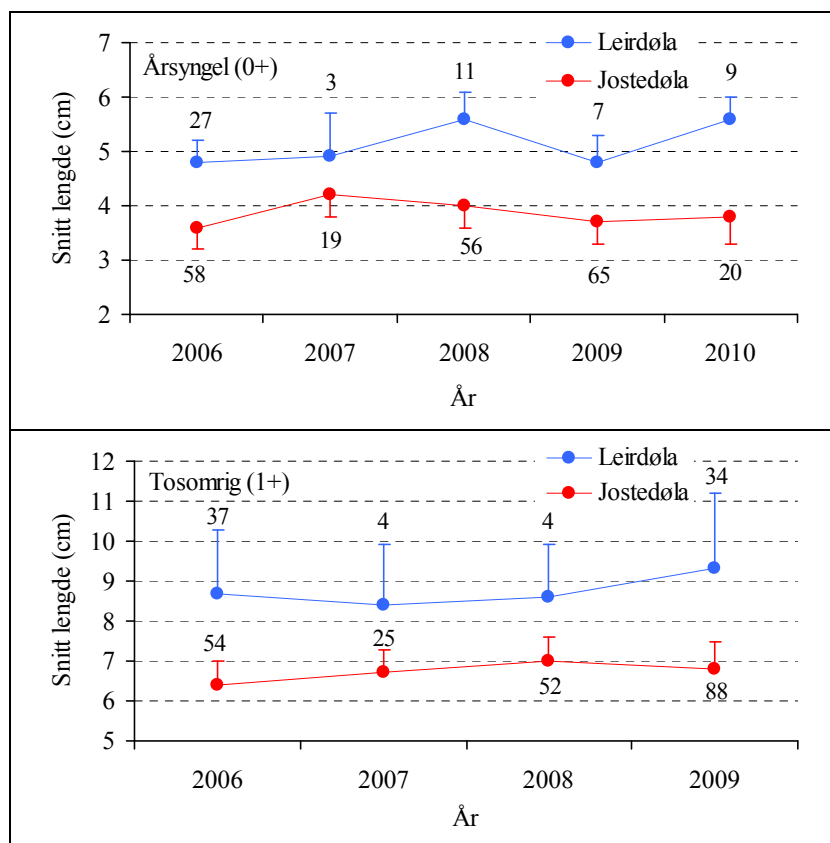 Årsyngel (0+)
Leirdøla
Jostedøla
Snitt lengde (cm)
7
6
5
4
3
2
27
3
11
7
9
58
19
56
65
20
2006 2007 2008 2009 2010
År
Tosomrig (1+)
Leirdøla
Jostedøla
Snitt lengde (cm)
12
11
10
9
8
7
6
5
37
4
4
34
54
25
52
88
2006 2007 2008 2009
År